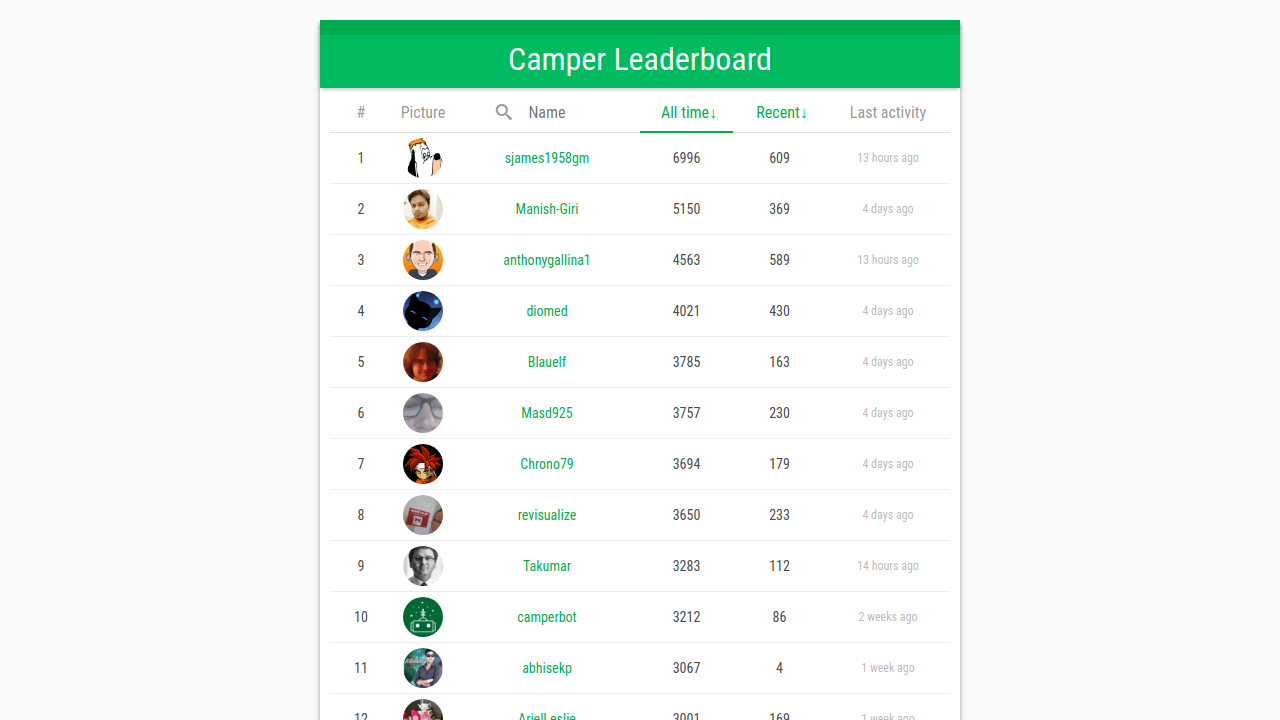 Camper Leaderboard
# Picture Name All time↓ Recent↓ Last activity
1 sjames1958gm 6996 609 13 hours ago
2 Manish-Giri 5150 369 4 days ago
3 anthonygallina1 4563 589 13 hours ago
4 diomed 4021 430 4 days ago
5 Blauelf 3785 163 4 days ago
6 Masd925 3757 230 4 days ago
7 Chrono79 3694 179 4 days ago
8 revisualize 3650 233 4 days ago
9 Takumar 3283 112 14 hours ago
10 camperbot 3212 86 2 weeks ago
11 abhisekp 3067 4 1 week ago
12 ArielLeslie 3001 169 1 week ago